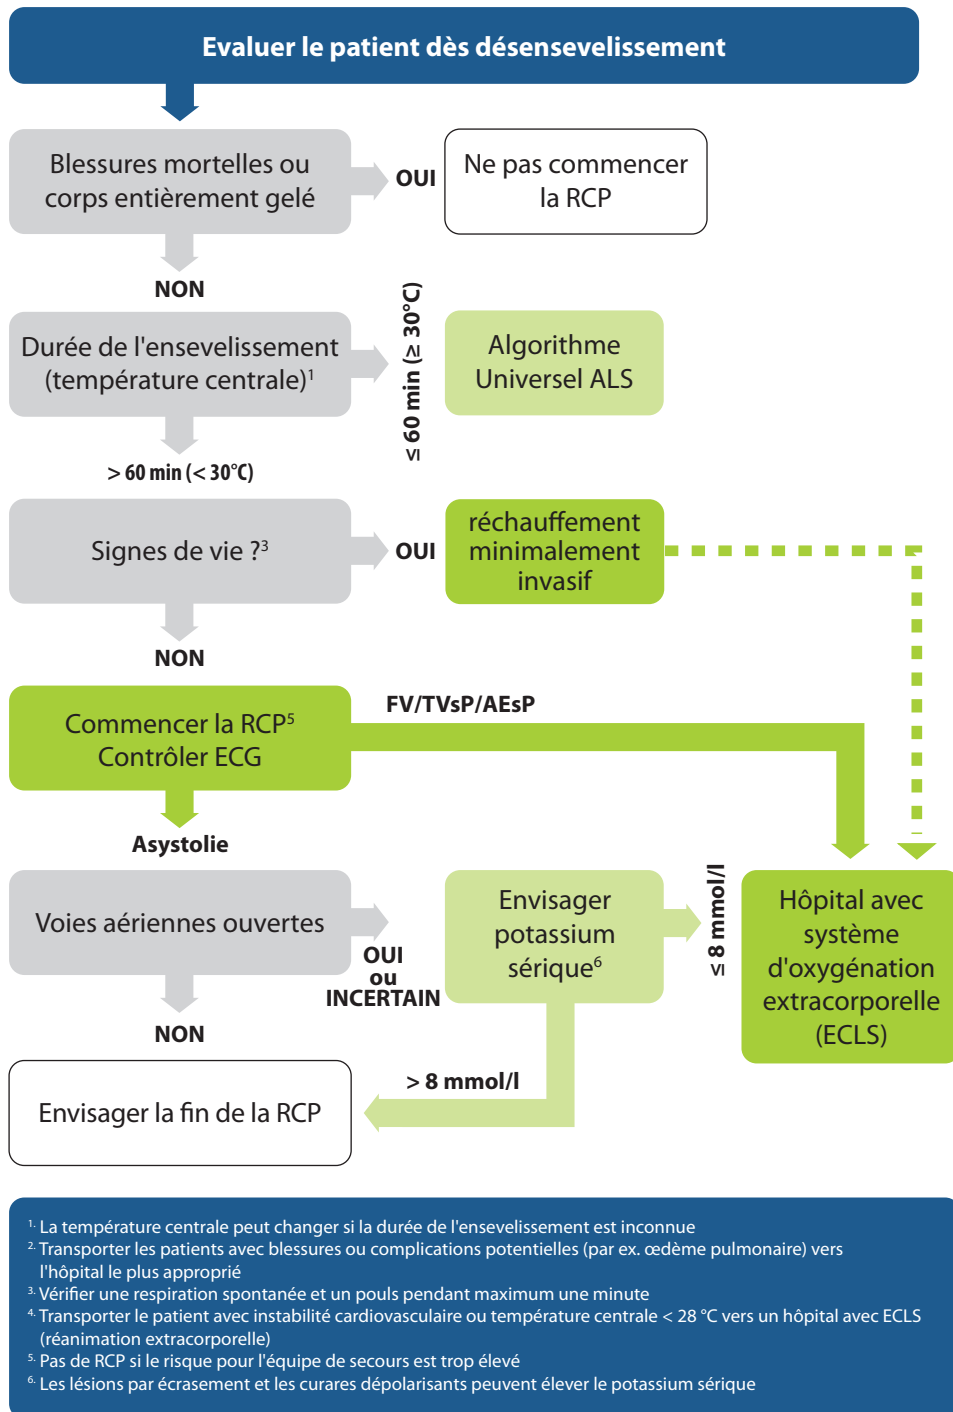 Evaluer le patient dès désensevelissement
Blessures mortelles ou
corps entièrement gelé
OUI
Ne pas commencer
la RCP
NON
Durée de l'ensevelissement
(température centrale)¹
≤ 60 min (≥ 30°C)
Algorithme
Universel ALS
> 60 min (< 30°C)
Signes de vie ?³
OUI
réchauffement
minimalement
invasif
NON
Commencer la RCP⁵
Contrôler ECG
FV/TVsP/AEsP
Asystolie
Voies aériennes ouvertes
OUI
ou
INCERTAIN
Envisager
potassium
sérique⁶
≤ 8 mmol/l
Hôpital avec
système
d'oxygénation
extracorporelle
(ECLS)
NON
> 8 mmol/l
Envisager la fin de la RCP
¹· La température centrale peut changer si la durée de l'ensevelissement est inconnue
²· Transporter les patients avec blessures ou complications potentielles (par ex. œdème pulmonaire) vers
l'hôpital le plus approprié
³· Vérifier une respiration spontanée et un pouls pendant maximum une minute
⁴· Transporter le patient avec instabilité cardiovasculaire ou température centrale < 28 °C vers un hôpital avec ECLS
(réanimation extracorporelle)
⁵· Pas de RCP si le risque pour l'équipe de secours est trop élevé
⁶· Les lésions par écrasement et les curares dépolarisants peuvent élever le potassium sérique